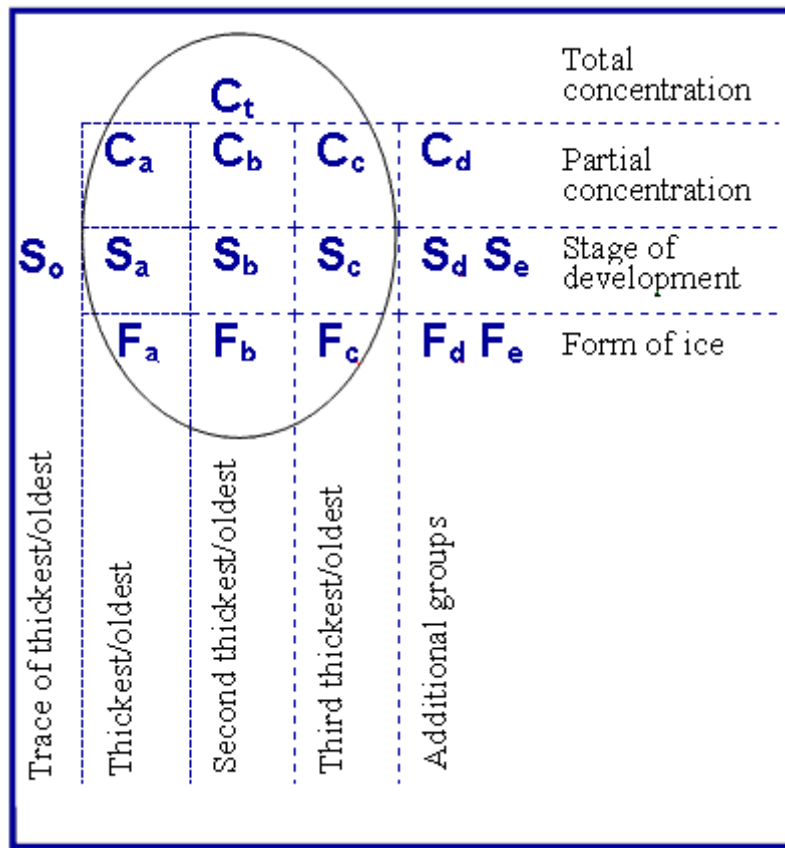 Total
concentration
Ct
Ca Cb Cc Cd
Partial
concentration
So Sa Sb Sc Sd Se
Stage of
development
Fa Fb Fc Fd Fe
Form of ice
Trace of thickest/oldest
Thickest/oldest
Second thickest/oldest
Third thickest/oldest
Additional groups